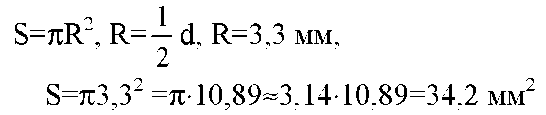 S=πR², R=1/2 d, R=3,3 мм,
S=π3,3² =π·10,89≈3,14·10,89=34,2 мм²